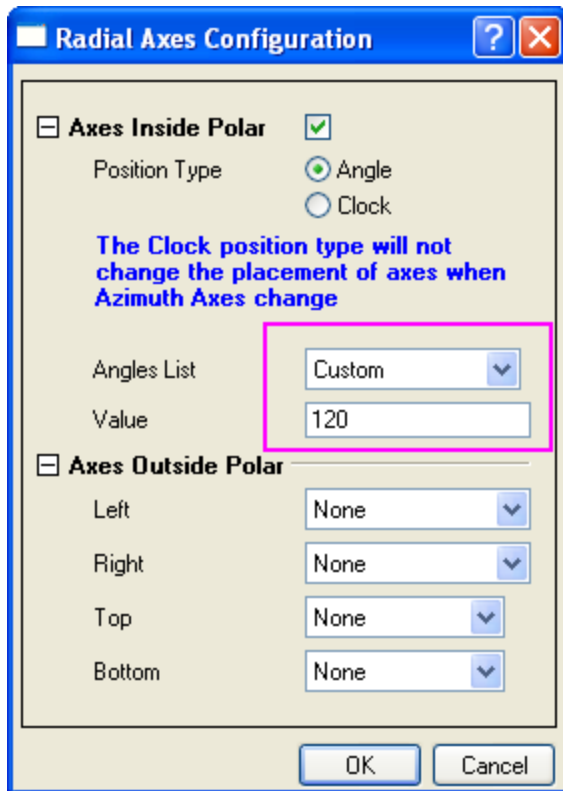 Radial Axes Configuration
Axes Inside Polar
Position Type
Angle
Clock
The Clock position type will not
change the placement of axes when
Azimuth Axes change
Angles List
Custom
Value
120
Axes Outside Polar
Left
None
Right
None
Top
None
Bottom
None
OK
Cancel